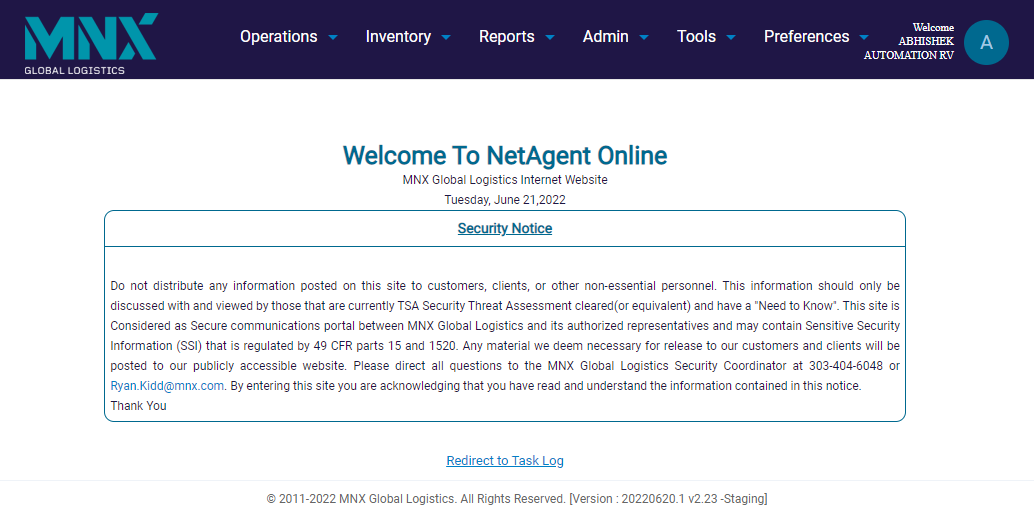 MNX
GLOBAL LOGISTICS
Operations Inventory Reports Admin Tools Preferences
Welcome
ABHISHEK
AUTOMATION RV
A
Welcome To NetAgent Online
MNX Global Logistics Internet Website
Tuesday, June 21,2022
Security Notice
Do not distribute any information posted on this site to customers, clients, or other non-essential personnel. This information should only be
discussed with and viewed by those that are currently TSA Security Threat Assessment cleared(or equivalent) and have a "Need to Know". This site is
Considered as Secure communications portal between MNX Global Logistics and its authorized representatives and may contain Sensitive Security
Information (SSI) that is regulated by 49 CFR parts 15 and 1520. Any material we deem necessary for release to our customers and clients will be
posted to our publicly accessible website. Please direct all questions to the MNX Global Logistics Security Coordinator at 303-404-6048 or
Ryan.Kidd@mnx.com. By entering this site you are acknowledging that you have read and understand the information contained in this notice.
Thank You
Redirect to Task Log
© 2011-2022 MNX Global Logistics. All Rights Reserved. [Version : 20220620.1 v2.23 -Staging]